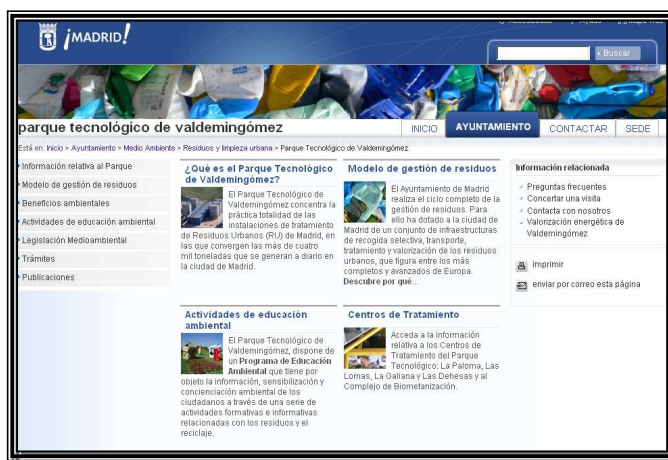 ¡MADRID!
Accesibilidad Ayuda Mapa Web
Buscar
parque tecnológico de valdemingómez
INICIO AYUNTAMIENTO CONTACTAR SEDE
Está en: Inicio > Ayuntamiento > Medio Ambiente > Residuos y limpieza urbana > Parque Tecnológico de Valdemingómez
Información relativa al Parque
Modelo de gestión de residuos
Beneficios ambientales
Actividades de educación ambiental
Legislación Medioambiental
Trámites
Publicaciones
¿Qué es el Parque Tecnológico
de Valdemingómez?
El Parque Tecnológico de
Valdemingómez concentra la
práctica totalidad de las
instalaciones de tratamiento
de Residuos Urbanos (RU) de Madrid, en
las que convergen las más de cuatro
mil toneladas que se generan a diario en
la ciudad de Madrid.
Modelo de gestión de residuos
El Ayuntamiento de Madrid
realiza el ciclo completo de la
gestión de residuos. Para
ello ha dotado a la ciudad de
Madrid de un conjunto de infraestructuras
de recogida selectiva, transporte,
tratamiento y valorización de los residuos
urbanos, que figura entre los más
completos y avanzados de Europa.
Descubre por qué...
Actividades de educación
ambiental
El Parque Tecnológico de
Valdemingómez, dispone de
un Programa de Educación
Ambiental que tiene por
objeto la información, sensibilización y
concienciación ambiental de los
ciudadanos a través de una serie de
actividades formativas e informativas
relacionadas con los residuos y el
reciclaje.
Centros de Tratamiento
Acceda a la información
relativa a los Centros de
Tratamiento del Parque
Tecnológico: La Paloma, Las
Lomas, La Galiana y Las Dehesas y al
Complejo de Biometanización.
Información relacionada
Preguntas frecuentes
Concertar una visita
Contacta con nosotros
Valorización energética de
Valdemingómez
imprimir
enviar por correo esta página